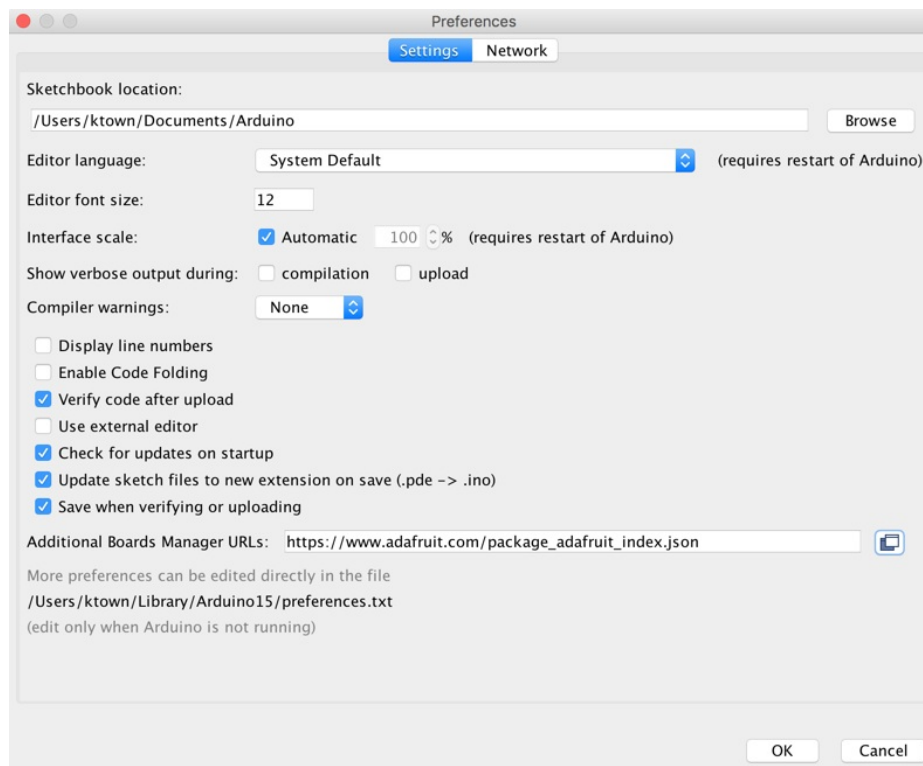 Preferences
Settings Network
Sketchbook location:
/Users/ktown/Documents/Arduino Browse
Editor language: System Default (requires restart of Arduino)
Editor font size: 12
Interface scale: Automatic 100 % (requires restart of Arduino)
Show verbose output during: compilation upload
Compiler warnings: None
Display line numbers
Enable Code Folding
Verify code after upload
Use external editor
Check for updates on startup
Update sketch files to new extension on save (.pde -> .ino)
Save when verifying or uploading
Additional Boards Manager URLs: https://www.adafruit.com/package_adafruit_index.json
More preferences can be edited directly in the file
/Users/ktown/Library/Arduino15/preferences.txt
(edit only when Arduino is not running)
OK Cancel